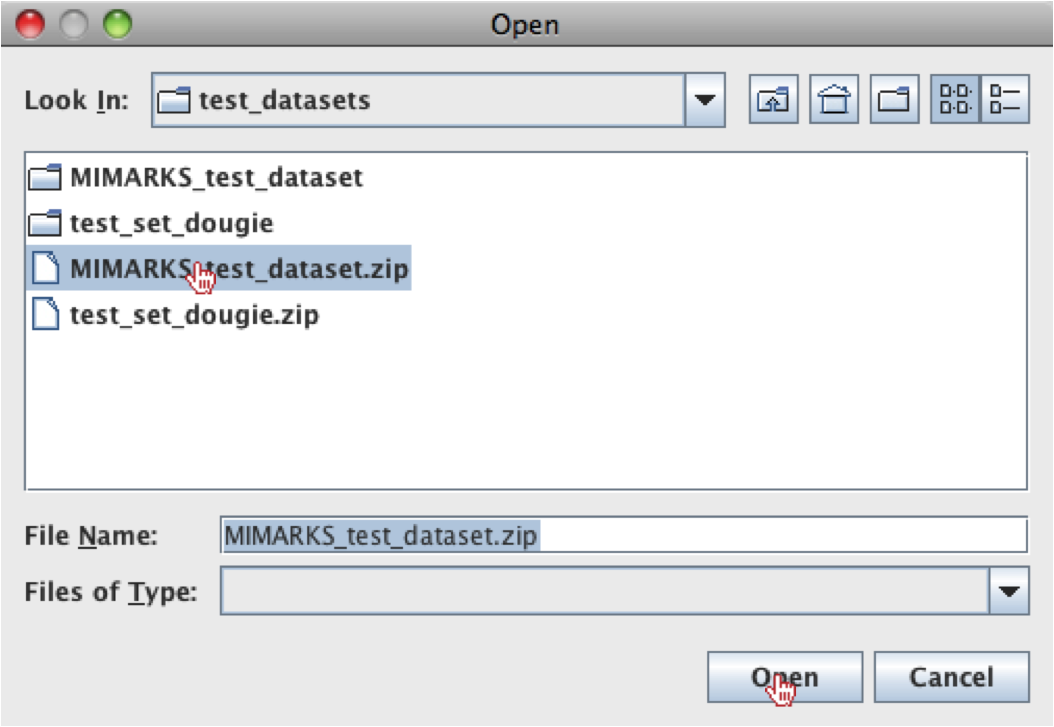 Open
Look In: test_datasets
MIMARKS_test_dataset
test_set_dougie
MIMARKS_test_dataset.zip
test_set_dougie.zip
File Name: MIMARKS_test_dataset.zip
Files of Type:
Open Cancel